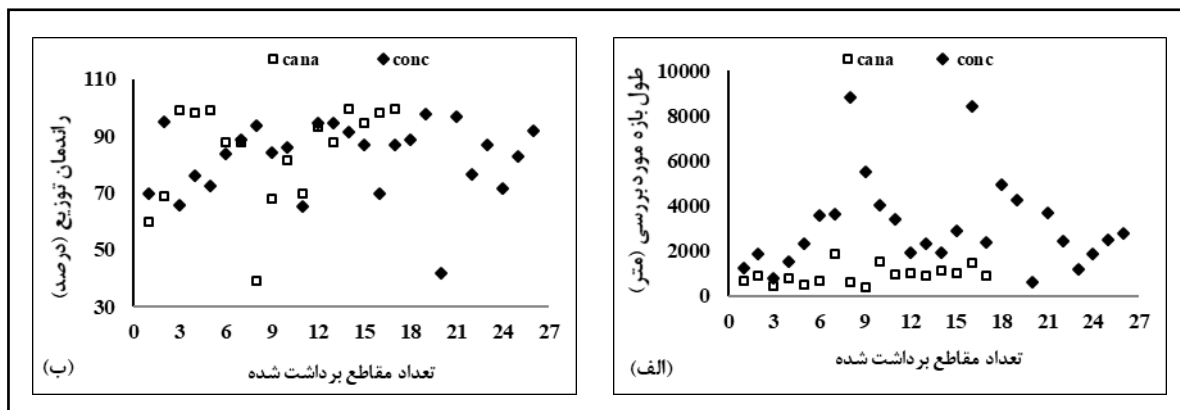 cana conc
110
90
70
50
30
راندمان توزیع (درصد)
0 3 6 9 12 15 18 21 24 27
تعداد مقاطع برداشت شده
(ب)
cana conc
10000
8000
6000
4000
2000
0
طول بازه مورد بررسی (متر)
0 3 6 9 12 15 18 21 24 27
تعداد مقاطع برداشت شده
(الف)